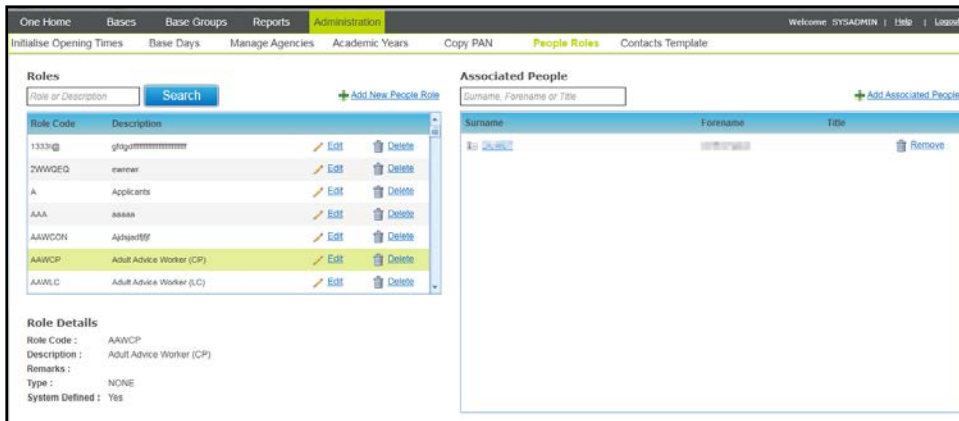 One Home Bases Base Groups Reports Administration Welcome SYSADMIN | Help | Logout
Initialise Opening Times Base Days Manage Agencies Academic Years Copy PAN People Roles Contacts Template
Roles
Role or Description Search Add New People Role
Role Code Description
1333!@
2WWQEQ ewrewr Edit Delete
A Applicants Edit Delete
AAA aaaaa Edit Delete
AAWCON Edit Delete
AAWCP Adult Advice Worker (CP) Edit Delete
AAWLC Adult Advice Worker (LC) Edit Delete
Role Details
Role Code : AAWCP
Description : Adult Advice Worker (CP)
Remarks :
Type : NONE
System Defined : Yes
Associated People
Surname, Forename or Title Add Associated People
Surname Forename Title
Remove